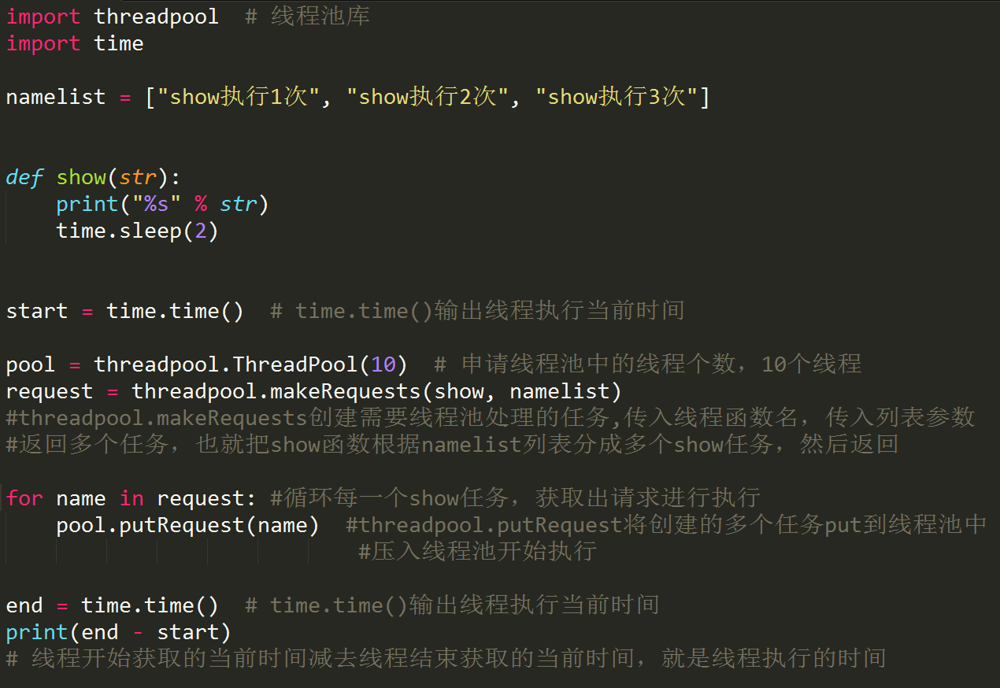 import threadpool  # 线程池库
import time
namelist = ["show执行1次", "show执行2次", "show执行3次"]
def show(str):
    print("%s" % str)
    time.sleep(2)
start = time.time()  # time.time()输出线程执行当前时间
pool = threadpool.ThreadPool(10)  # 申请线程池中的线程个数，10个线程
request = threadpool.makeRequests(show, namelist)
#threadpool.makeRequests创建需要线程池处理的任务,传入线程函数名，传入列表参数
#返回多个任务，也就把show函数根据namelist列表分成多个show任务，然后返回
for name in request: #循环每一个show任务，获取出请求进行执行
    pool.putRequest(name)  #threadpool.putRequest将创建的多个任务put到线程池中
                            #压入线程池开始执行
end = time.time()  # time.time()输出线程执行当前时间
print(end - start)
# 线程开始获取的当前时间减去线程结束获取的当前时间，就是线程执行的时间